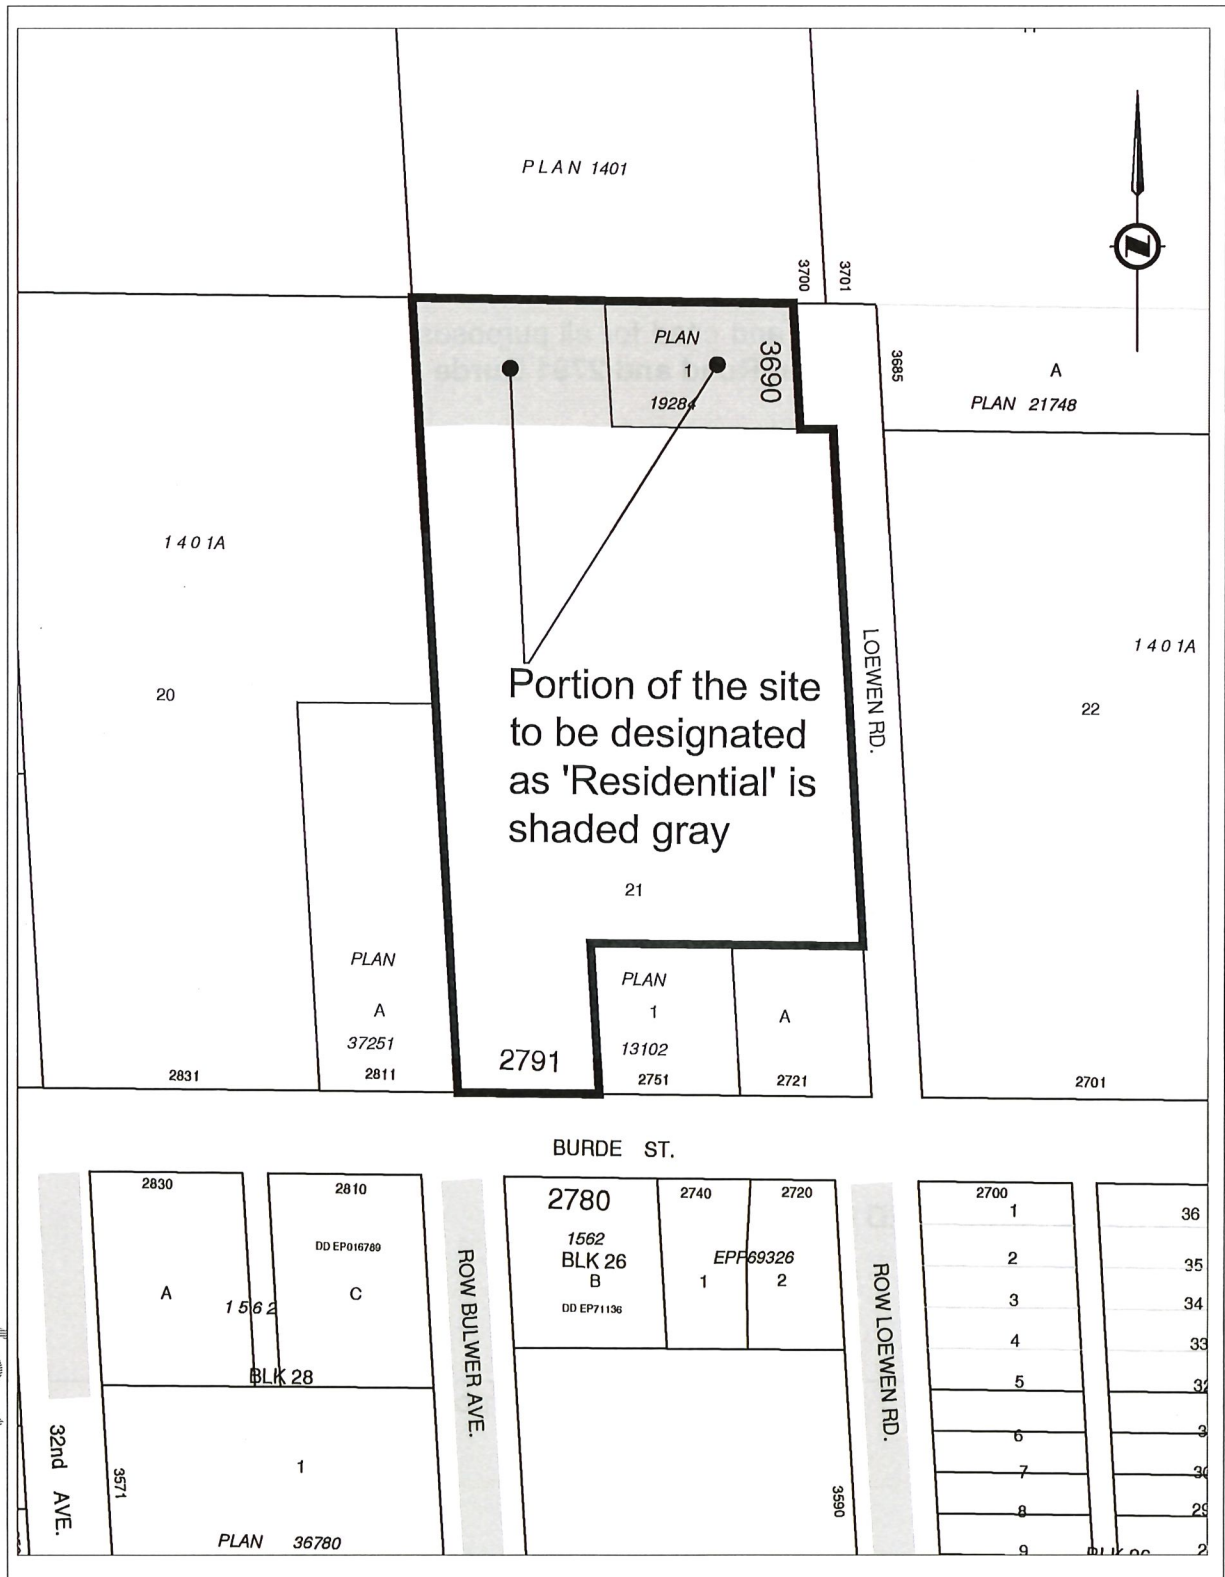 PLAN 1401
3700
3701
PLAN
1
19284
3690
3685
A
PLAN 21748
1401A
20
LOEWEN RD.
1401A
22
Portion of the site
to be designated
as 'Residential' is
shaded gray
21
PLAN
A
37251
2811
2831
2791
PLAN
1
13102
2751
A
2721
2701
BURDE ST.
2830
A
1562
2810
DD EP016789
C
BLK 28
ROW BULWER AVE.
2780
1562
BLK 26
B
DD EP71136
2740
2720
EPP69326
1
2
ROW LOEWEN RD.
2700
1
2
3
4
5
6
7
8
9
36
35
34
33
32nd AVE.
3571
1
PLAN 36780
3590